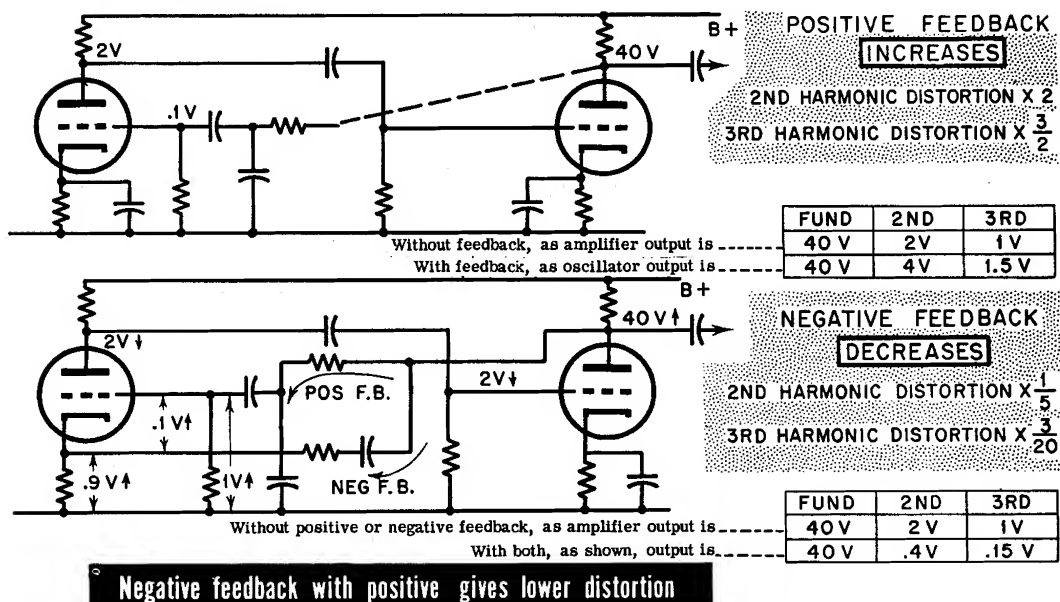 POSITIVE FEEDBACK
INCREASES
2ND HARMONIC DISTORTION X 2
3RD HARMONIC DISTORTION X 3/2
B+
2V
40 V
.1V
FUND 2ND 3RD
Without feedback, as amplifier output is 40 V 2V 1V
With feedback, as oscillator output is 40 V 4V 1.5 V
B+
NEGATIVE FEEDBACK
DECREASES
2ND HARMONIC DISTORTION X 1/5
3RD HARMONIC DISTORTION X 3/20
2V↓
40 V↑
POS F.B.
2V↓
.1V↑
.9 V↑
1V↑
NEG F.B.
FUND 2ND 3RD
Without positive or negative feedback, as amplifier output is 40 V 2 V 1 V
With both, as shown, output is 40 V .4V .15 V
Negative feedback with positive gives lower distortion